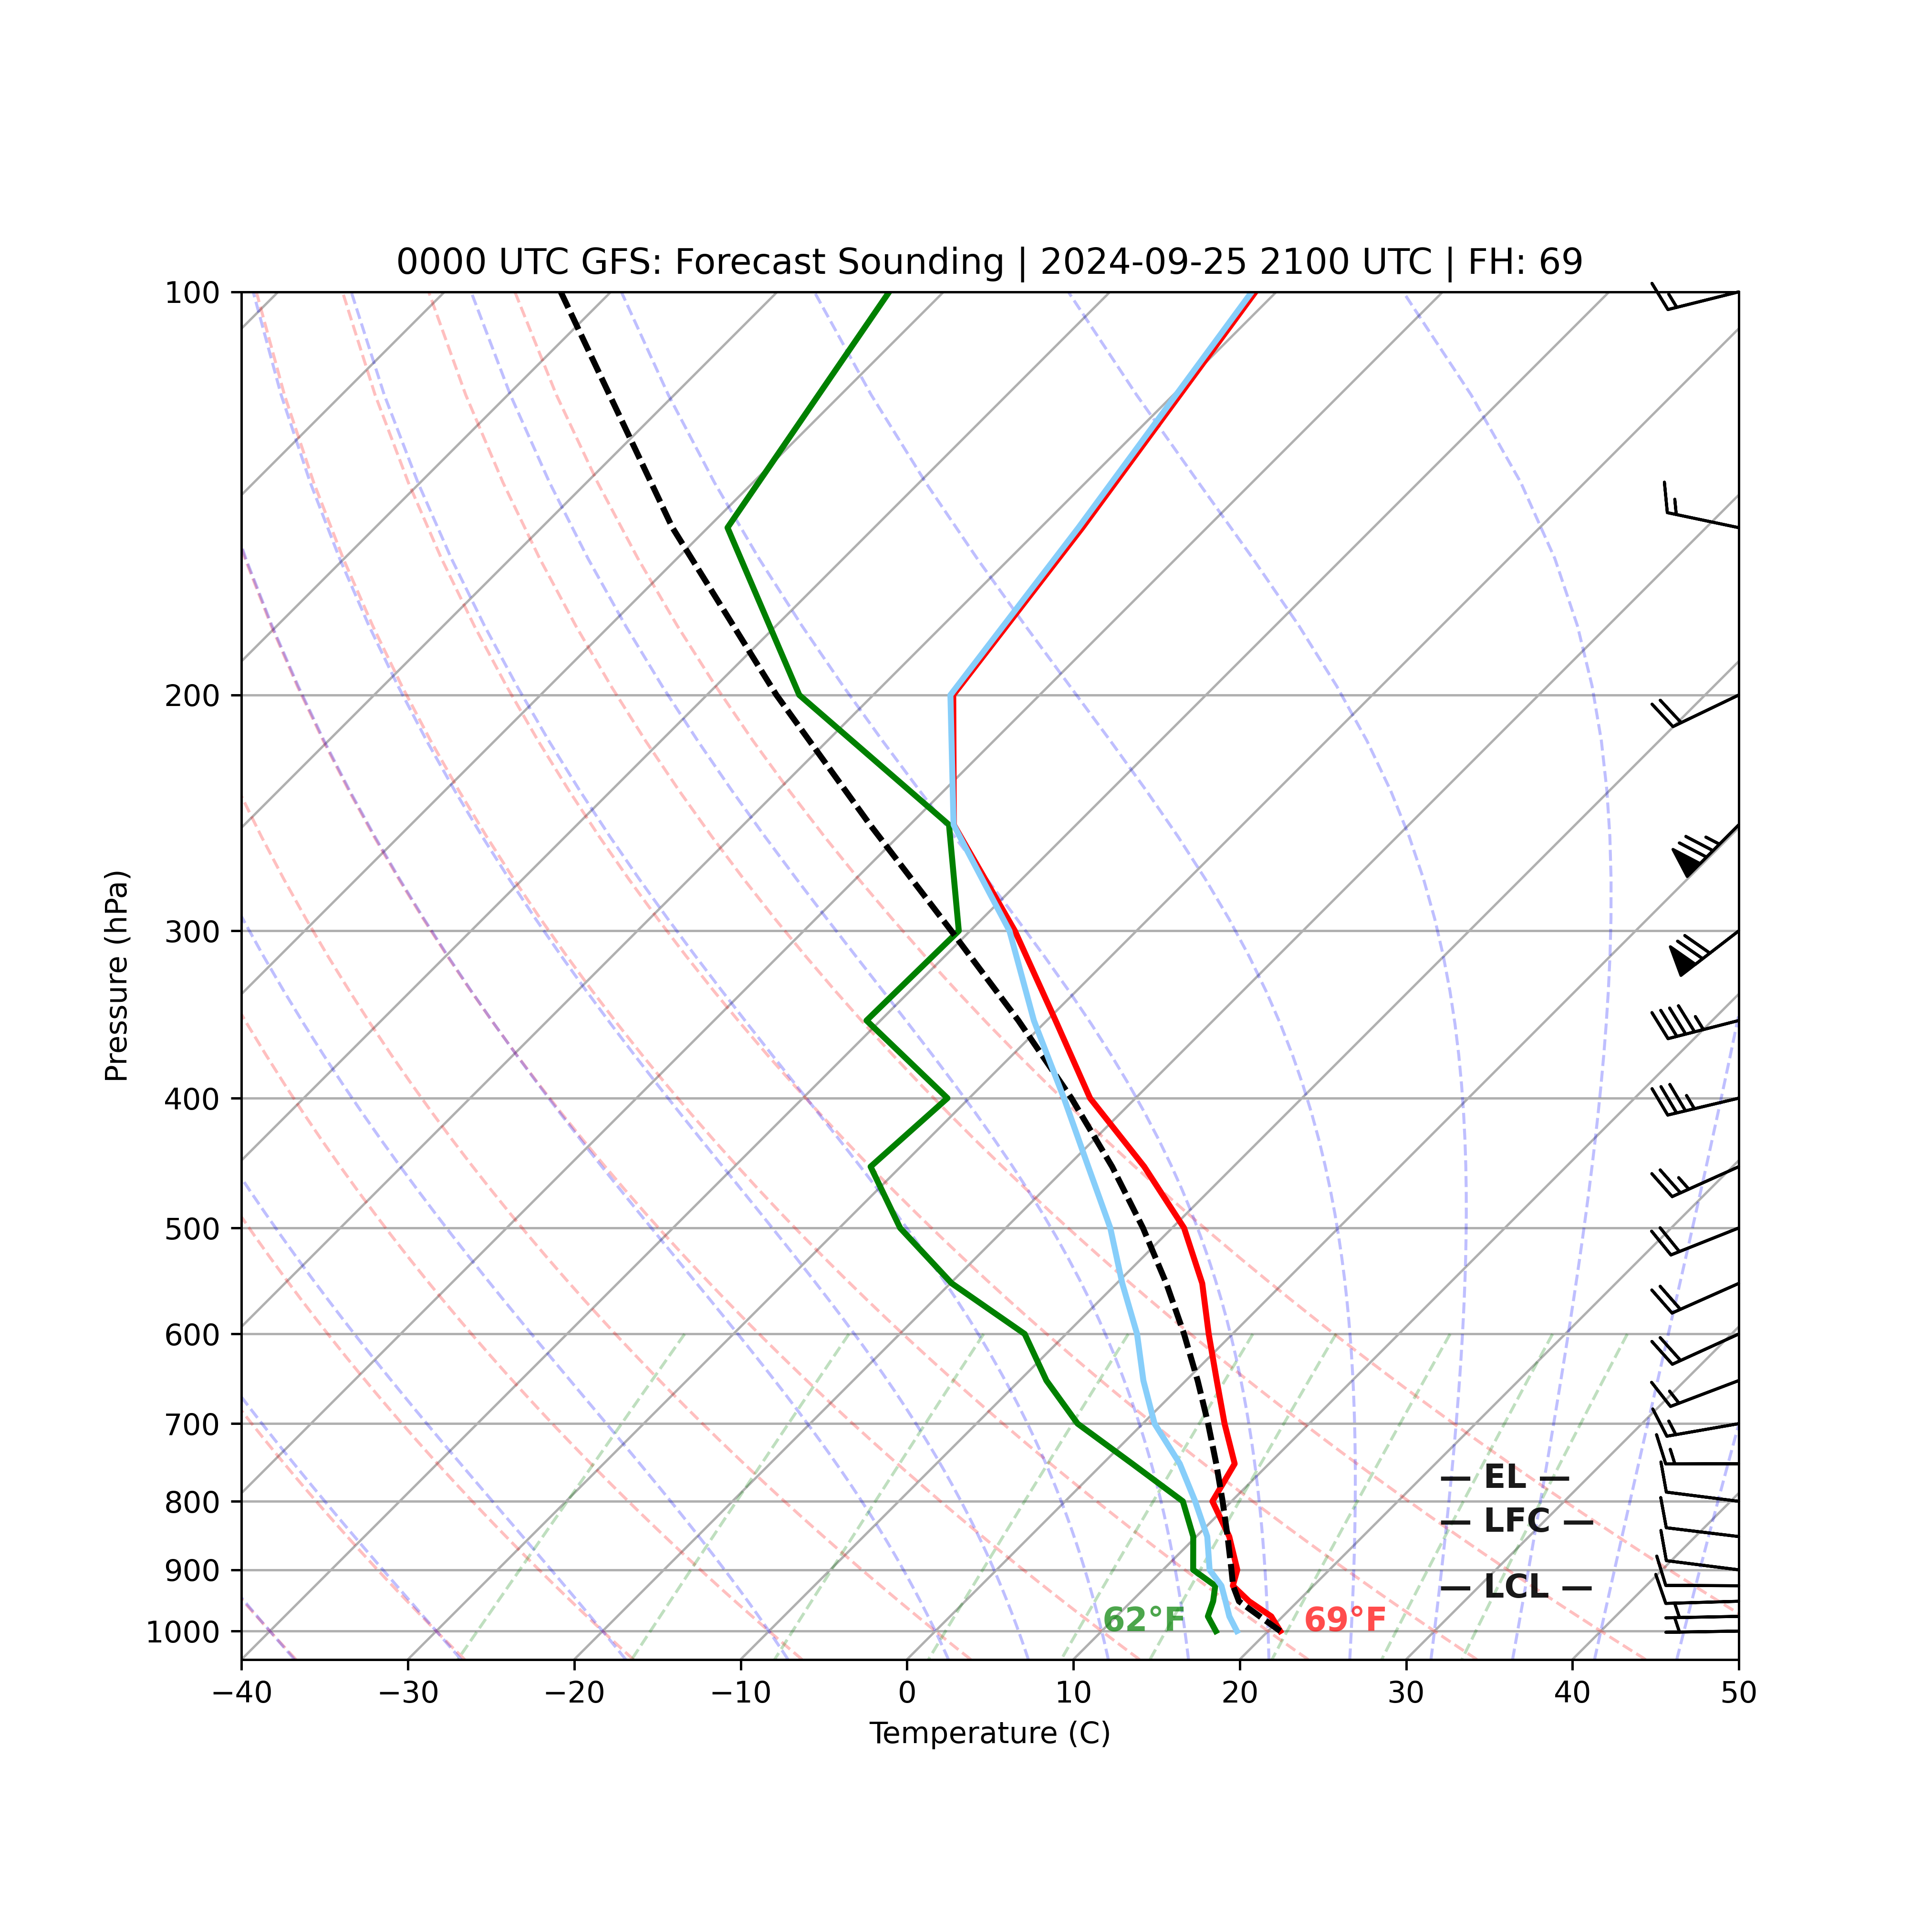 0000 UTC GFS: Forecast Sounding | 2024-09-25 2100 UTC | FH: 69
100
200
300
400
500
600
700
800
900
1000
Pressure (hPa)
— EL —
— LFC —
— LCL —
62°F
69°F
−40 −30 −20 −10 0 10 20 30 40 50
Temperature (C)